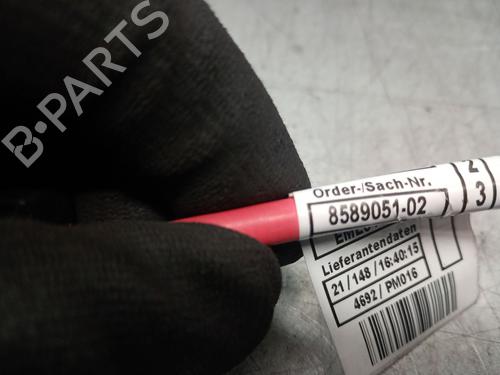 B-PARTS
Order-/Sach-Nr.
8589051-02
2
3
Lieferantendaten
21/148/16:40:15
4692/PM016